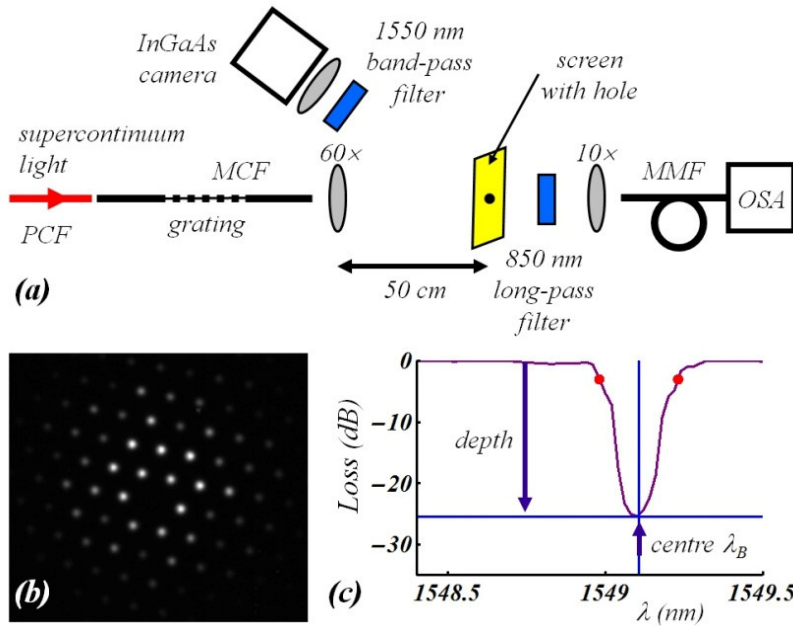 InGaAs
camera
1550 nm
band-pass
filter
screen
with hole
supercontinuum
light
MCF
60×
10×
MMF
OSA
PCF
grating
(a)
50 cm
850 nm
long-pass
filter
(b)
0
−10
−20
−30
Loss (dB)
depth
centre λB
(c)
1548.5
1549
1549.5
λ (nm)